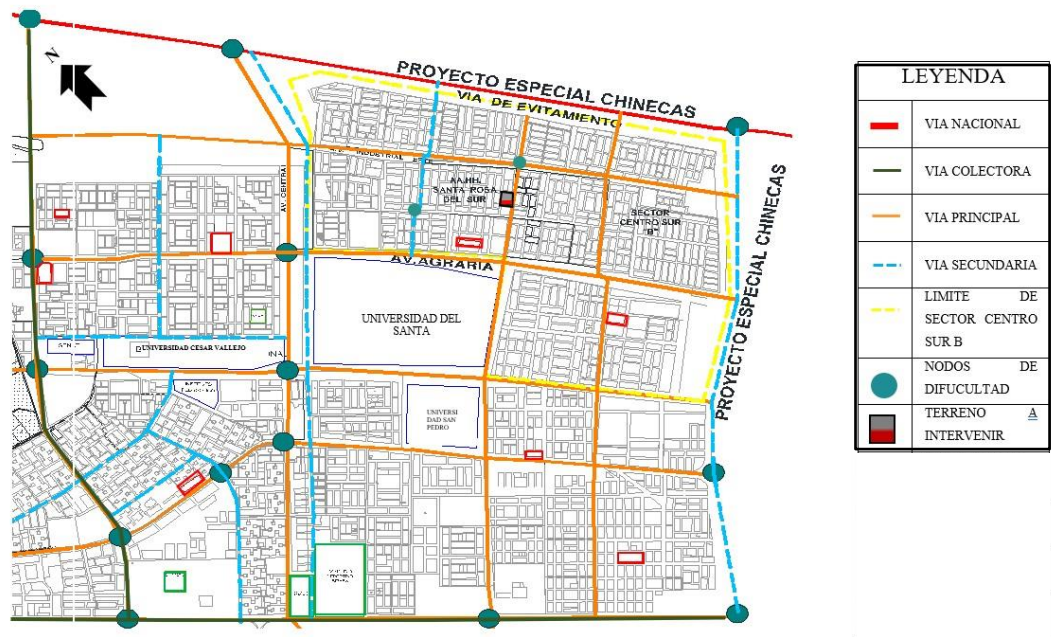 N
PROYECTO ESPECIAL CHINECAS
VIA DE EVITAMIENTO
INDUSTRIAL
AV. CENTRAL
AA.HH.
SANTA ROSA
DEL SUR
SECTOR
CENTRO SUR
"B"
AV. AGRARIA
PROYECTO ESPECIAL CHINECAS
UNIVERSIDAD DEL
SANTA
UNIVERSIDAD CESAR VALLEJO
UNIVERSI
DAD SAN
PEDRO
LEYENDA
VIA NACIONAL
VIA COLECTORA
VIA PRINCIPAL
VIA SECUNDARIA
LIMITE DE
SECTOR CENTRO
SUR B
NODOS DE
DIFUCULTAD
TERRENO A
INTERVENIR